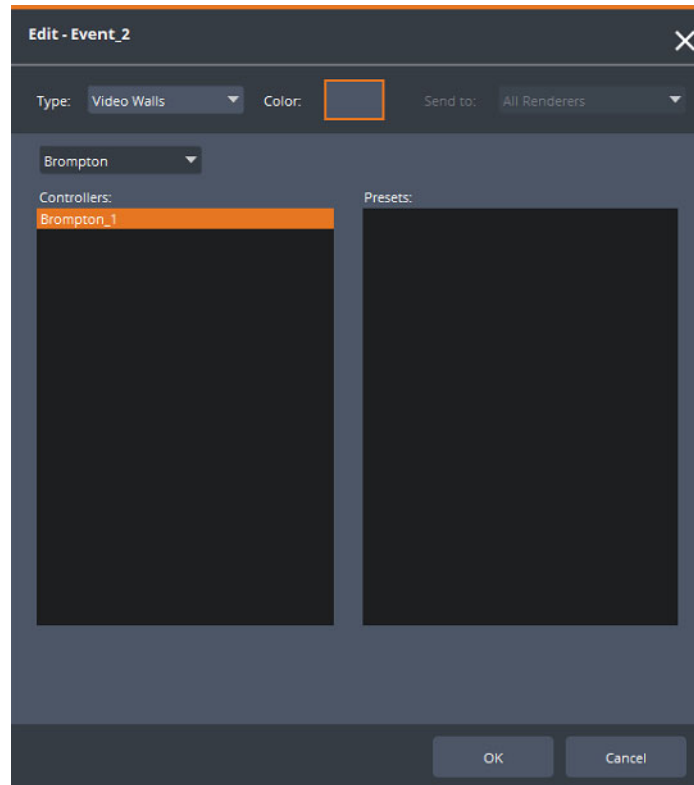 Edit - Event_2
Type: Video Walls Color: Send to: All Renderers
Brompton
Controllers: Presets:
Brompton_1
OK Cancel